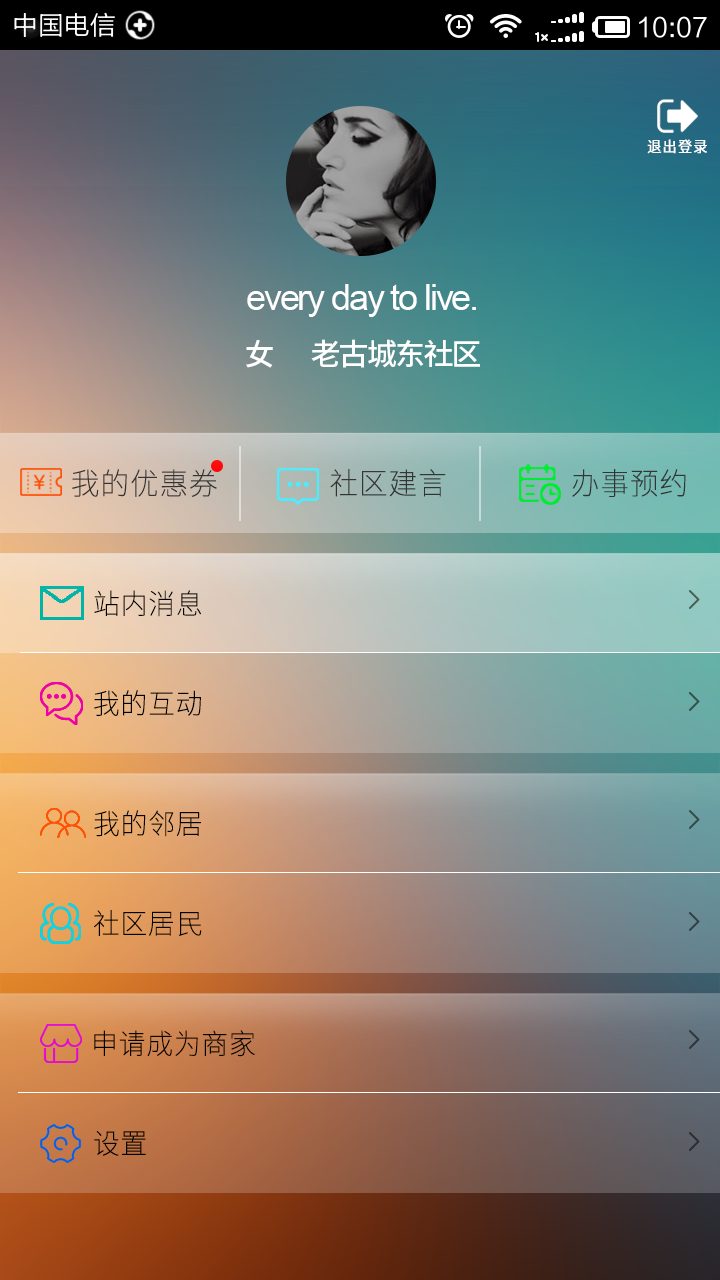 中国电信 1x 10:07
退出登录
every day to live.
女 老古城东社区
我的优惠券 社区建言 办事预约
站内消息
我的互动
我的邻居
社区居民
申请成为商家
设置